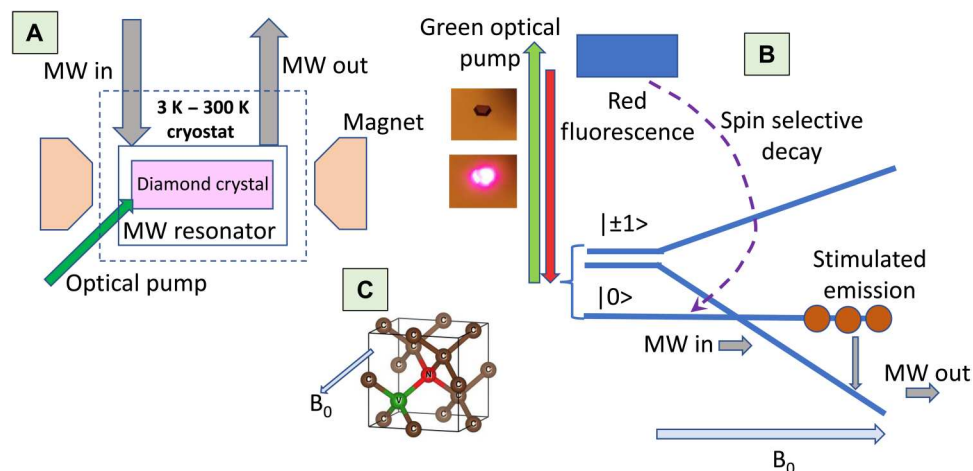 A
MW in
MW out
3 K – 300 K
cryostat
Magnet
Diamond crystal
MW resonator
Optical pump
Green optical
pump
B
Red
fluorescence
Spin selective
decay
|±1>
|0>
Stimulated
emission
MW in
MW out
B₀
C
B₀
C
C
C
C
C
C
N
C
C
C
V
C
C
C
C